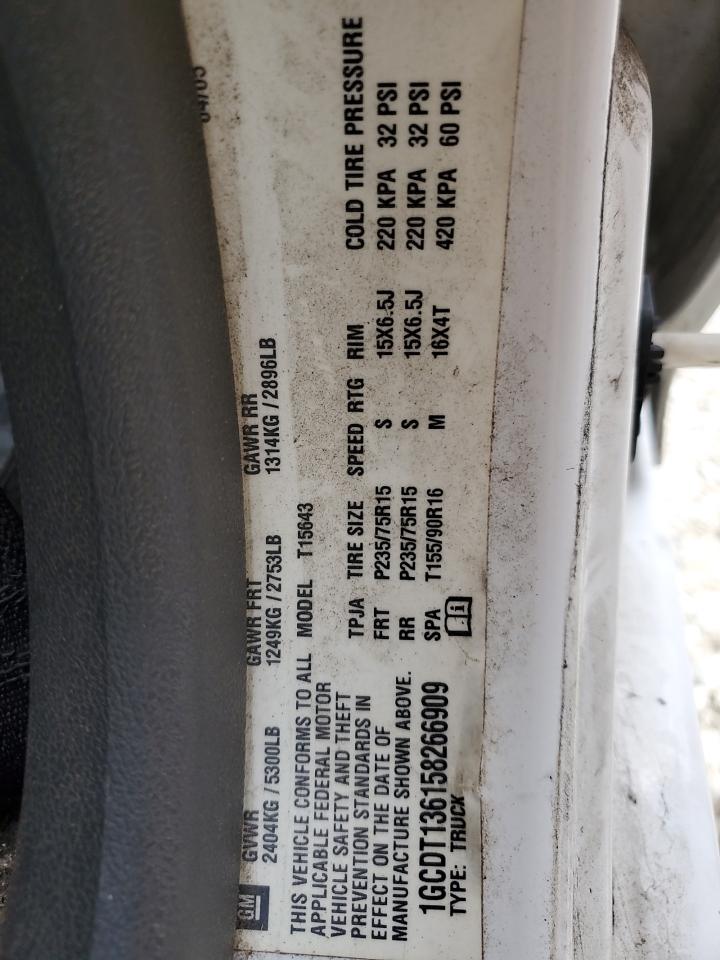 04/05
GM
GVWR GAWR FRT GAWR RR
2404KG / 5300LB 1249KG / 2753LB 1314KG / 2896LB
THIS VEHICLE CONFORMS TO ALL
APPLICABLE FEDERAL MOTOR
VEHICLE SAFETY AND THEFT
PREVENTION STANDARDS IN
EFFECT ON THE DATE OF
MANUFACTURE SHOWN ABOVE.
1GCDT136158266909
TYPE: TRUCK
MODEL T15643
TPJA TIRE SIZE SPEED RTG RIM COLD TIRE PRESSURE
FRT P235/75R15 S 15X6.5J 220 KPA 32 PSI
RR P235/75R15 S 15X6.5J 220 KPA 32 PSI
SPA T155/90R16 M 16X4T 420 KPA 60 PSI